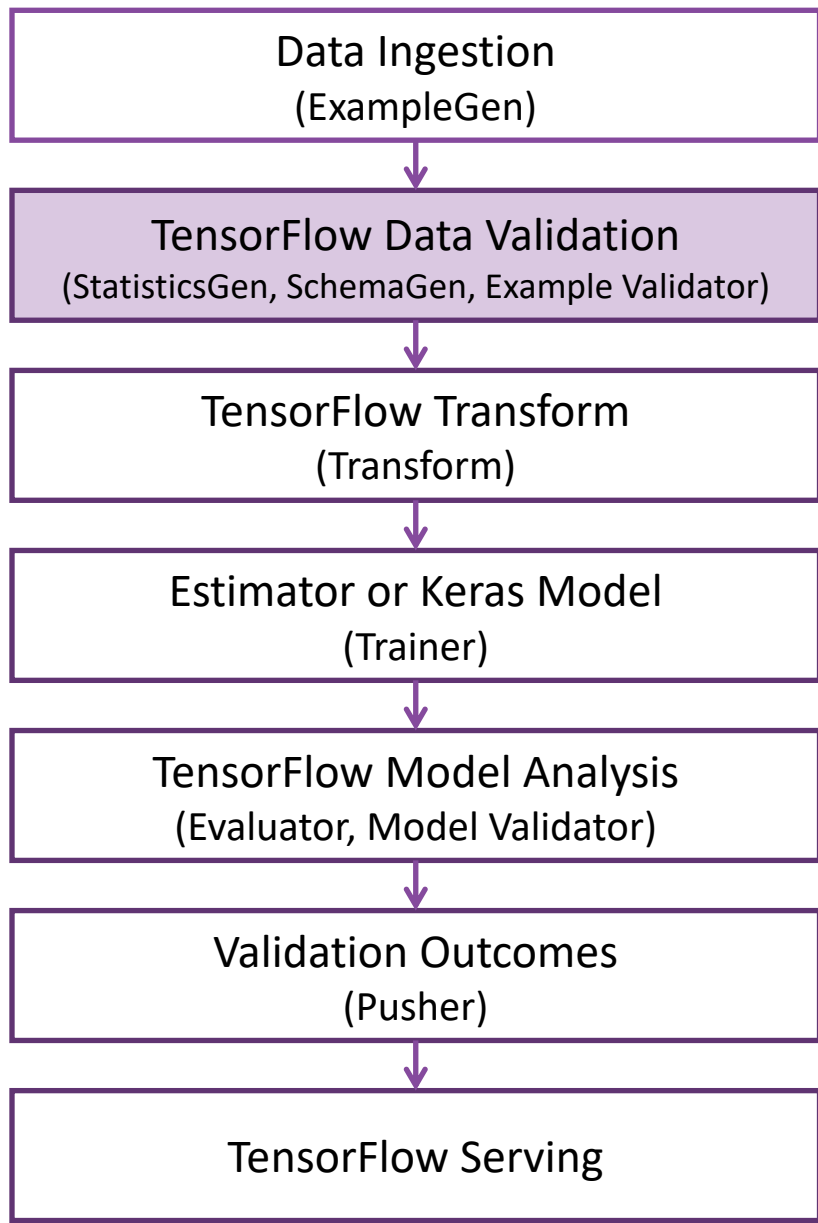 Data Ingestion
(ExampleGen)
TensorFlow Data Validation
(StatisticsGen, SchemaGen, Example Validator)
TensorFlow Transform
(Transform)
Estimator or Keras Model
(Trainer)
TensorFlow Model Analysis
(Evaluator, Model Validator)
Validation Outcomes
(Pusher)
TensorFlow Serving